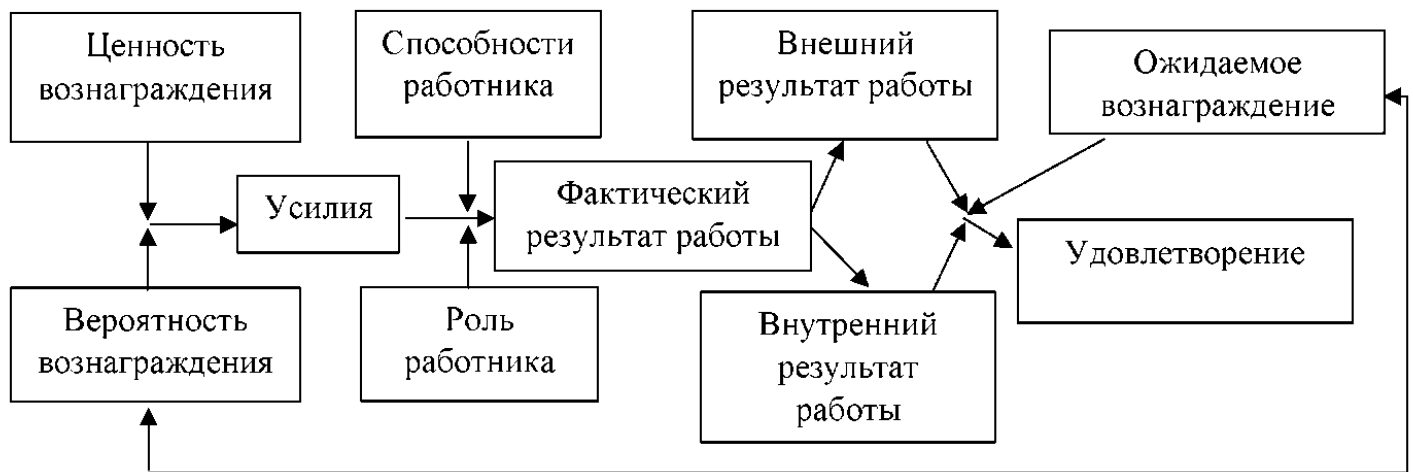 Ценность
вознаграждения
Способности
работника
Внешний
результат работы
Ожидаемое
вознаграждение
Усилия
Фактический
результат работы
Удовлетворение
Вероятность
вознаграждения
Роль
работника
Внутренний
результат
работы